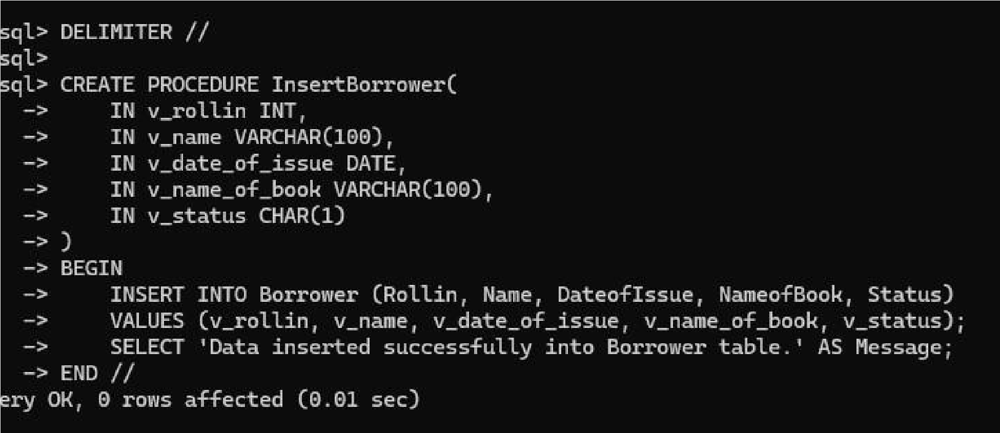 sql> DELIMITER //
sql>
sql> CREATE PROCEDURE InsertBorrower(
    ->     IN v_rollin INT,
    ->     IN v_name VARCHAR(100),
    ->     IN v_date_of_issue DATE,
    ->     IN v_name_of_book VARCHAR(100),
    ->     IN v_status CHAR(1)
    -> )
    -> BEGIN
    ->     INSERT INTO Borrower (Rollin, Name, DateofIssue, NameofBook, Status)
    ->     VALUES (v_rollin, v_name, v_date_of_issue, v_name_of_book, v_status);
    ->     SELECT 'Data inserted successfully into Borrower table.' AS Message;
    -> END //
ery OK, 0 rows affected (0.01 sec)